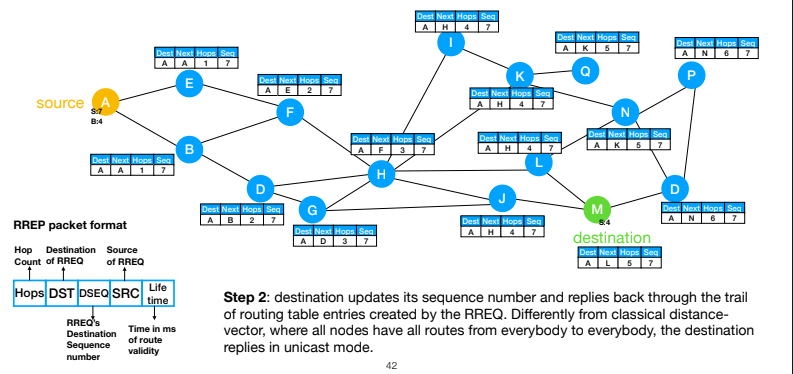 Dest Next Hops Seq
A H 4 7
I
Dest Next Hops Seq
A K 5 7
Dest Next Hops Seq
A N 6 7
Dest Next Hops Seq
A A 1 7
E
Dest Next Hops Seq
A E 2 7
F
K
Q
P
Dest Next Hops Seq
A H 4 7
source
A
S:7
B:4
N
Dest Next Hops Seq
A K 5 7
B
Dest Next Hops Seq
A A 1 7
Dest Next Hops Seq
A F 3 7
H
Dest Next Hops Seq
A H 4 7
L
D
Dest Next Hops Seq
A B 2 7
G
Dest Next Hops Seq
A D 3 7
J
Dest Next Hops Seq
A H 4 7
M
S:4
D
Dest Next Hops Seq
A N 6 7
destination
Dest Next Hops Seq
A L 5 7
RREP packet format
Hop
Count
Destination
of RREQ
Source
of RREQ
Hops DST DSEQ SRC Life
time
RREQ's
Destination
Sequence
number
Time in ms
of route
validity
Step 2: destination updates its sequence number and replies back through the trail
of routing table entries created by the RREQ. Differently from classical distance-
vector, where all nodes have all routes from everybody to everybody, the destination
replies in unicast mode.
42